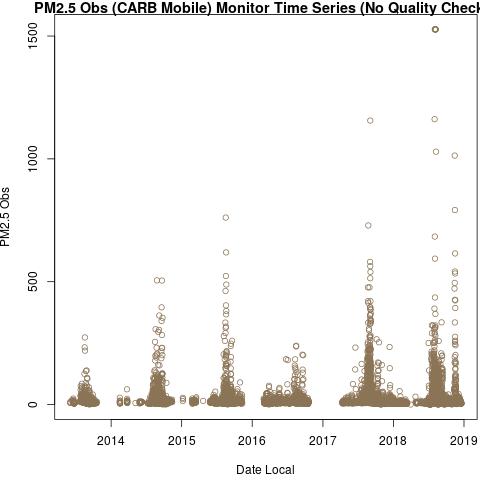 PM2.5 Obs (CARB Mobile) Monitor Time Series (No Quality Check
1500
1000
500
0
PM2.5 Obs
2014 2015 2016 2017 2018 2019
Date Local